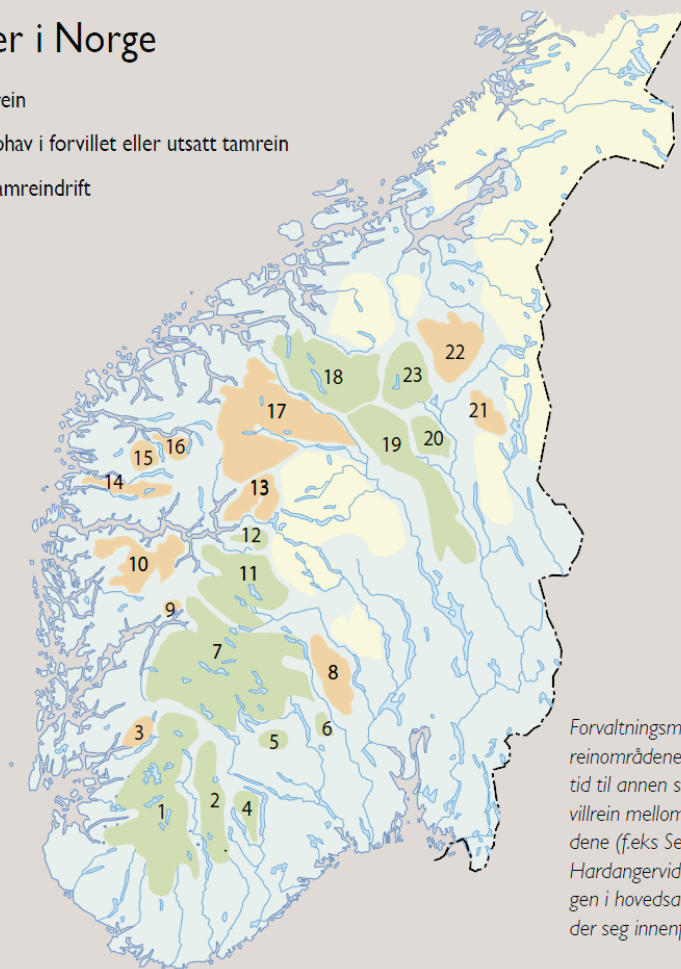 er i Norge
ein
phav i forvillet eller utsatt tamrein
amreindrift
22
18
23
17
21
19
20
16
15
14
13
12
10
11
9
7
8
6
3
5
2
4
1
Forvaltningsm
reinområdene
tid til annen s
villrein mellom
dene (f.eks Se
Hardangervid
gen i hovedsa
der seg innenf